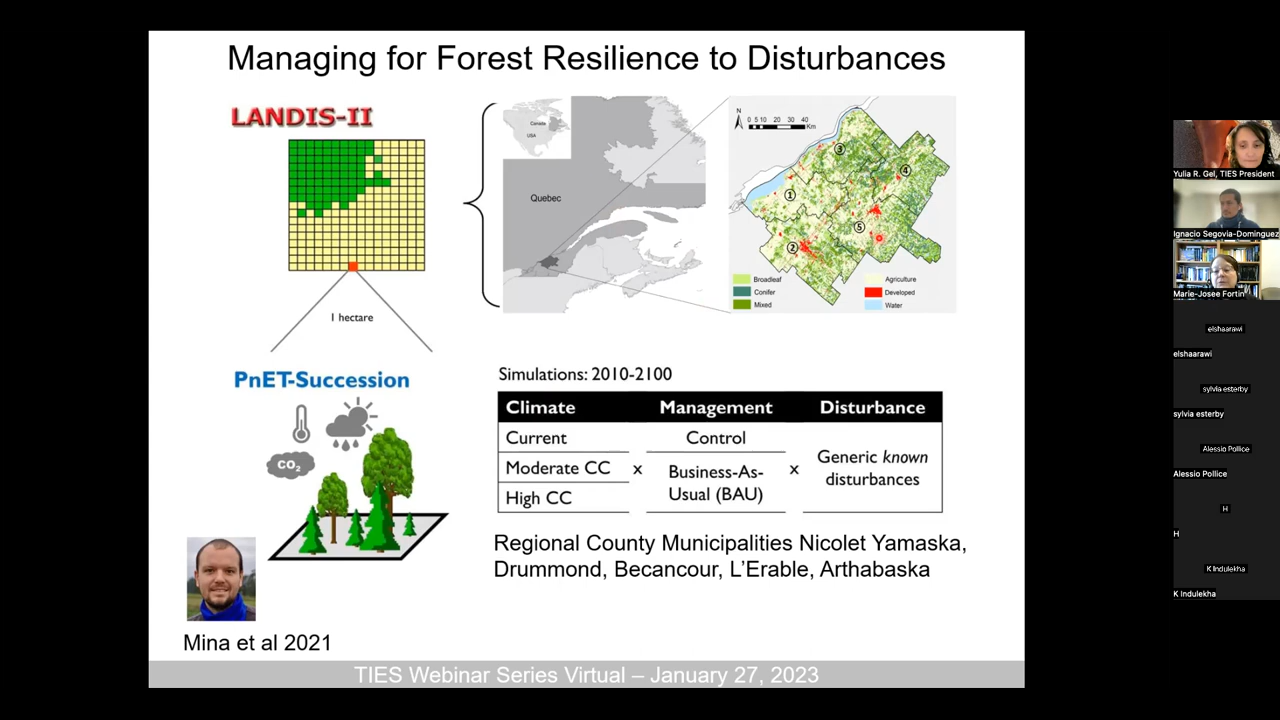 Managing for Forest Resilience to Disturbances
LANDIS-II
1 hectare
PnET-Succession
CO2
Canada
USA
Quebec
N
0 5 10 20 30 40
Km
1
2
3
4
5
Broadleaf
Conifer
Mixed
Agriculture
Developed
Water
Simulations: 2010-2100
Climate Management Disturbance
Current Control
Moderate CC x Business-As-Usual (BAU) x Generic known disturbances
High CC
Regional County Municipalities Nicolet Yamaska,
Drummond, Becancour, L'Erable, Arthabaska
Mina et al 2021
TIES Webinar Series Virtual – January 27, 2023
Yulia R. Gel, TIES President
Ignacio Segovia-Dominguez
Marie-Josee Fortin
elshaarawi
elshaarawi
sylvia esterby
sylvia esterby
Alessio Pollice
Alessio Pollice
H
H
K Indulekha
K Indulekha